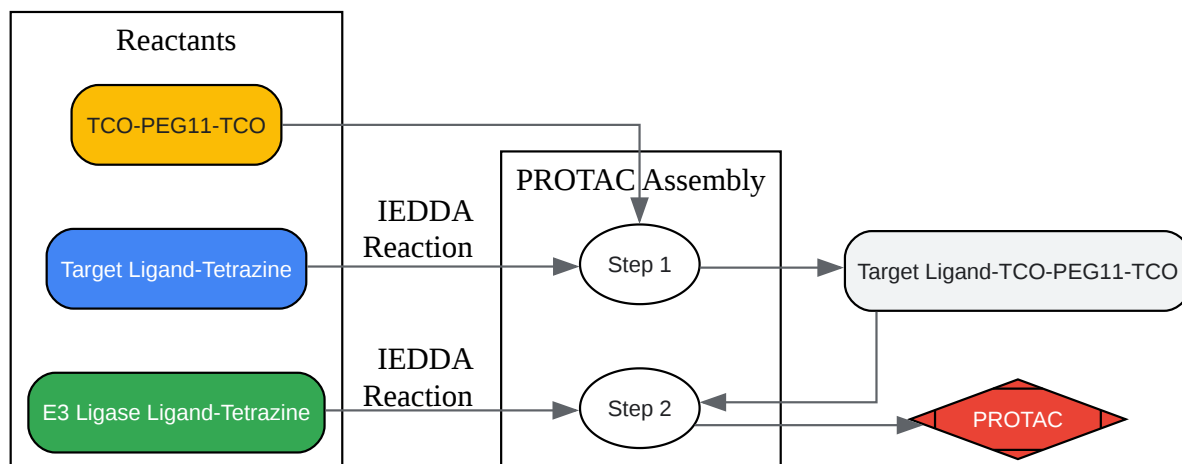 Reactants
TCO-PEG11-TCO
PROTAC Assembly
IEDDA
Reaction
Target Ligand-Tetrazine
Step 1
Target Ligand-TCO-PEG11-TCO
IEDDA
Reaction
E3 Ligase Ligand-Tetrazine
Step 2
PROTAC